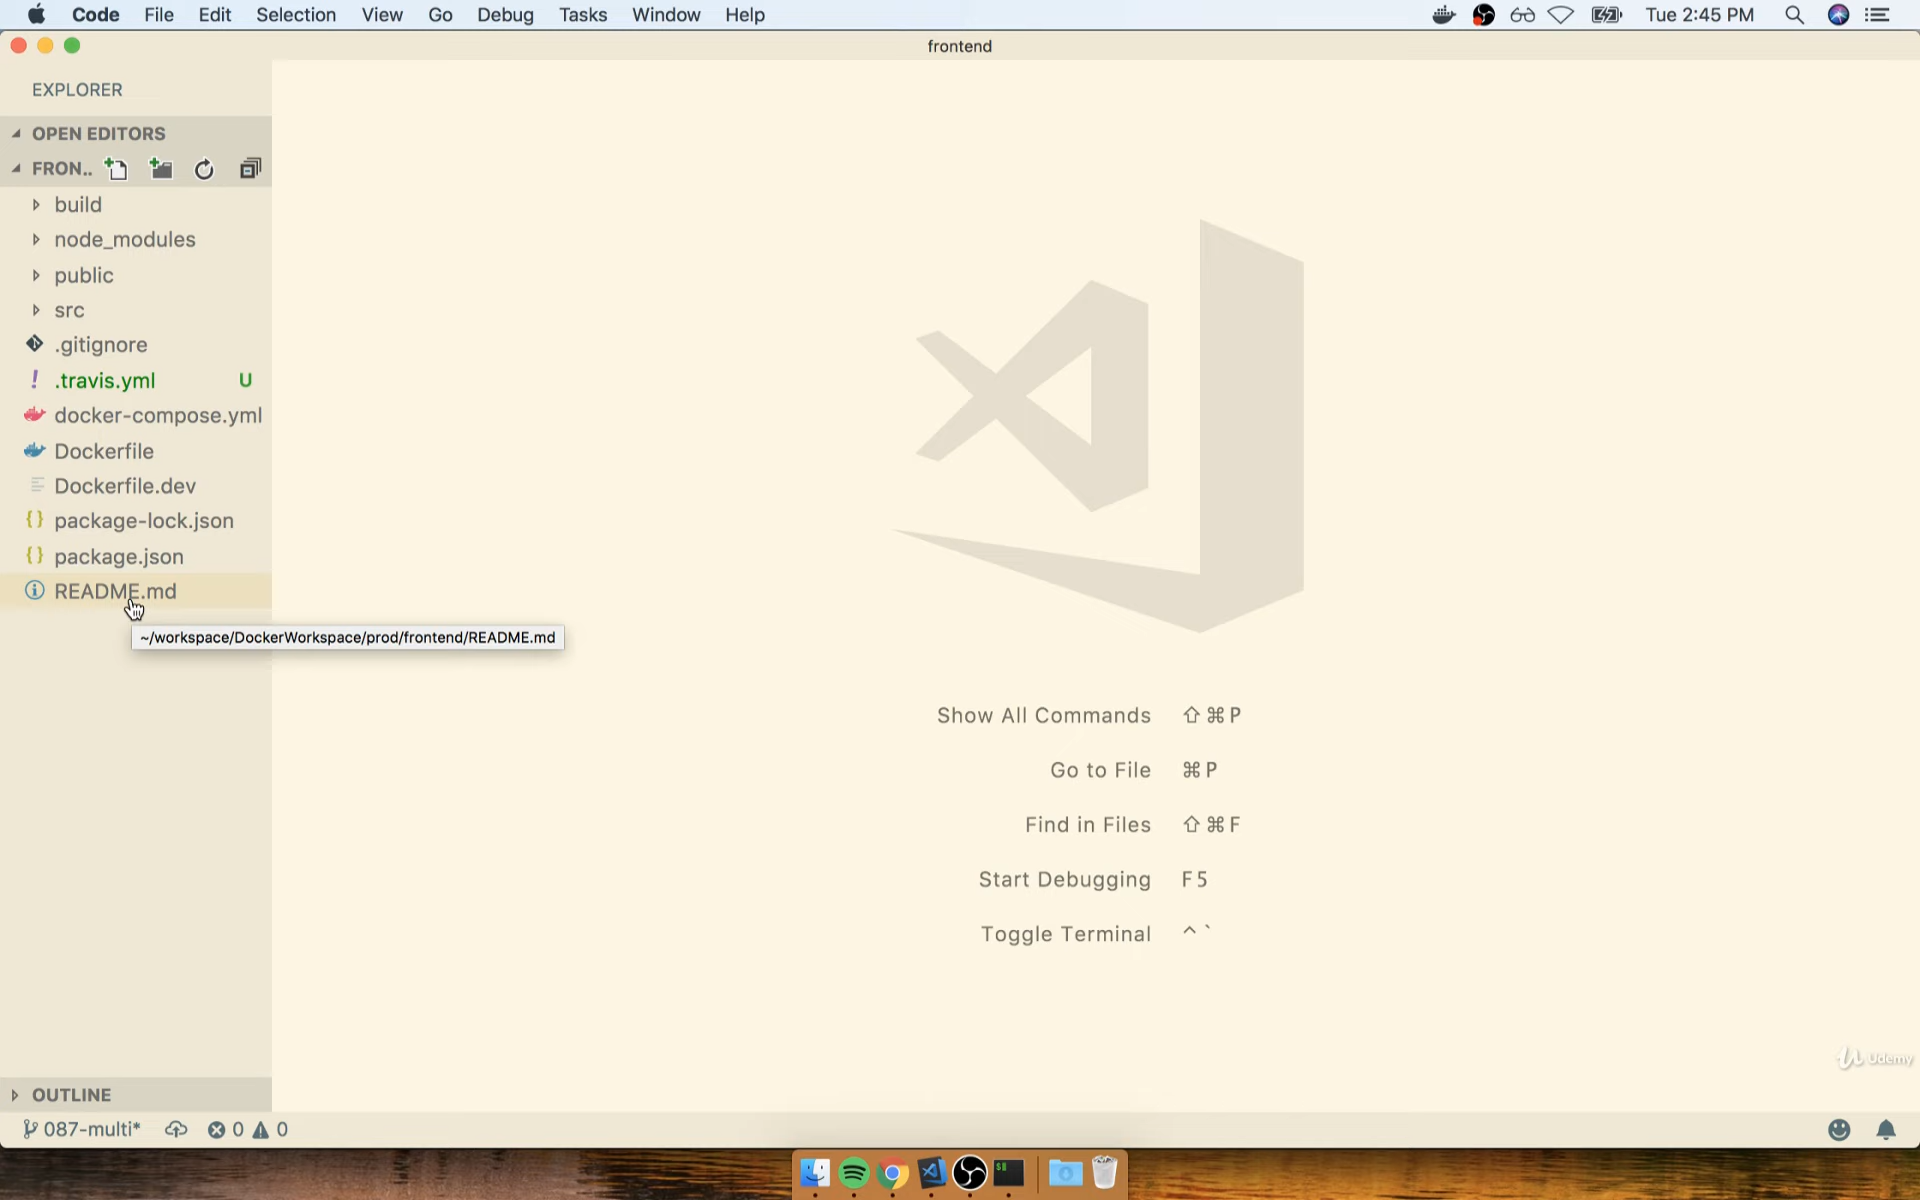 Code File Edit Selection View Go Debug Tasks Window Help Tue 2:45 PM
frontend
EXPLORER
OPEN EDITORS
FRON..
build
node_modules
public
src
.gitignore
.travis.yml U
docker-compose.yml
Dockerfile
Dockerfile.dev
package-lock.json
package.json
README.md
~/workspace/DockerWorkspace/prod/frontend/README.md
Show All Commands ⇧⌘P
Go to File ⌘P
Find in Files ⇧⌘F
Start Debugging F5
Toggle Terminal ^`
Udemy
OUTLINE
087-multi* 0 0